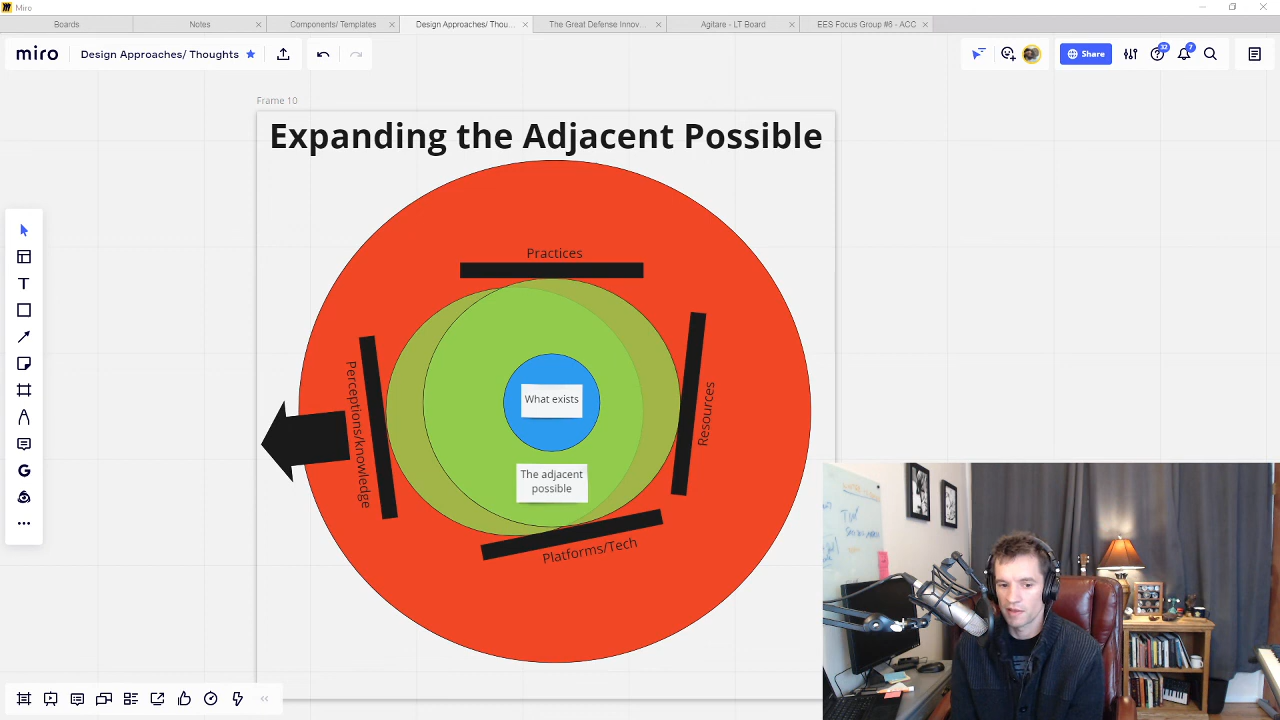 Miro
Boards
Notes
Components/ Templates
Design Approaches/ Thou...
The Great Defense Innov...
Agitare - LT Board
EES Focus Group #6 - ACC
miro
Design Approaches/ Thoughts
Share
32
7
Frame 10
Expanding the Adjacent Possible
Practices
Perceptions/knowledge
Resources
What exists
The adjacent
possible
Platforms/Tech